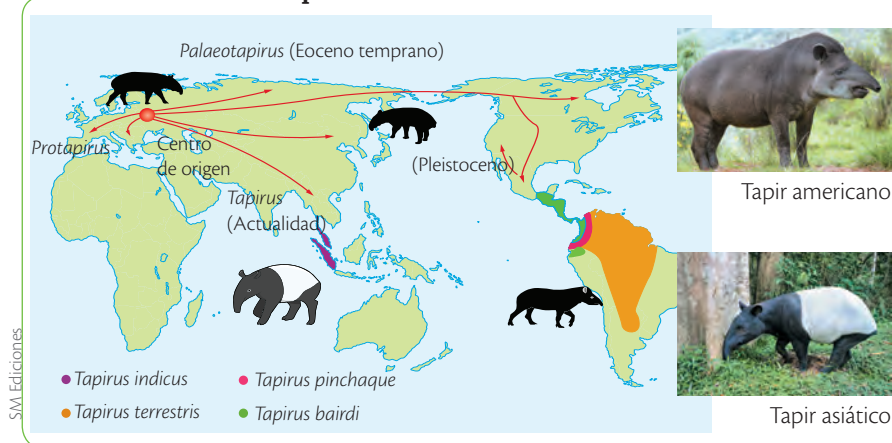 Palaeotapirus (Eoceno temprano)
Protapirus
Centro
de origen
(Pleistoceno)
Tapirus
(Actualidad)
Tapir americano
Tapir asiático
Tapirus indicus
Tapirus pinchaque
Tapirus terrestris
Tapirus bairdi
SM Ediciones